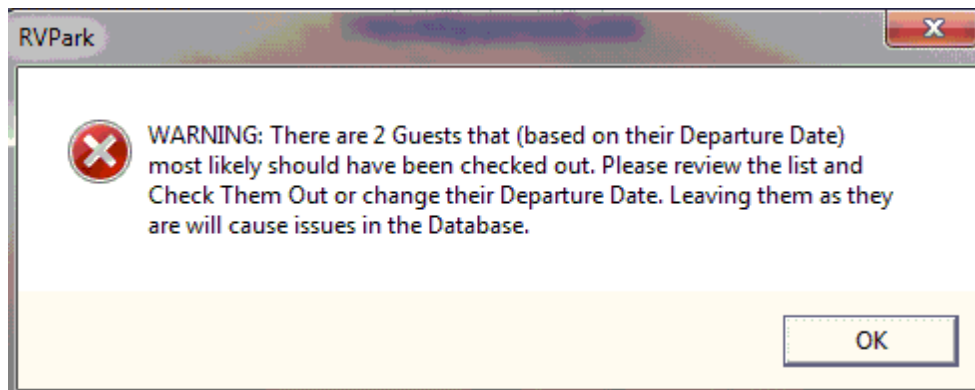 RVPark
WARNING: There are 2 Guests that (based on their Departure Date)
most likely should have been checked out. Please review the list and
Check Them Out or change their Departure Date. Leaving them as they
are will cause issues in the Database.
OK